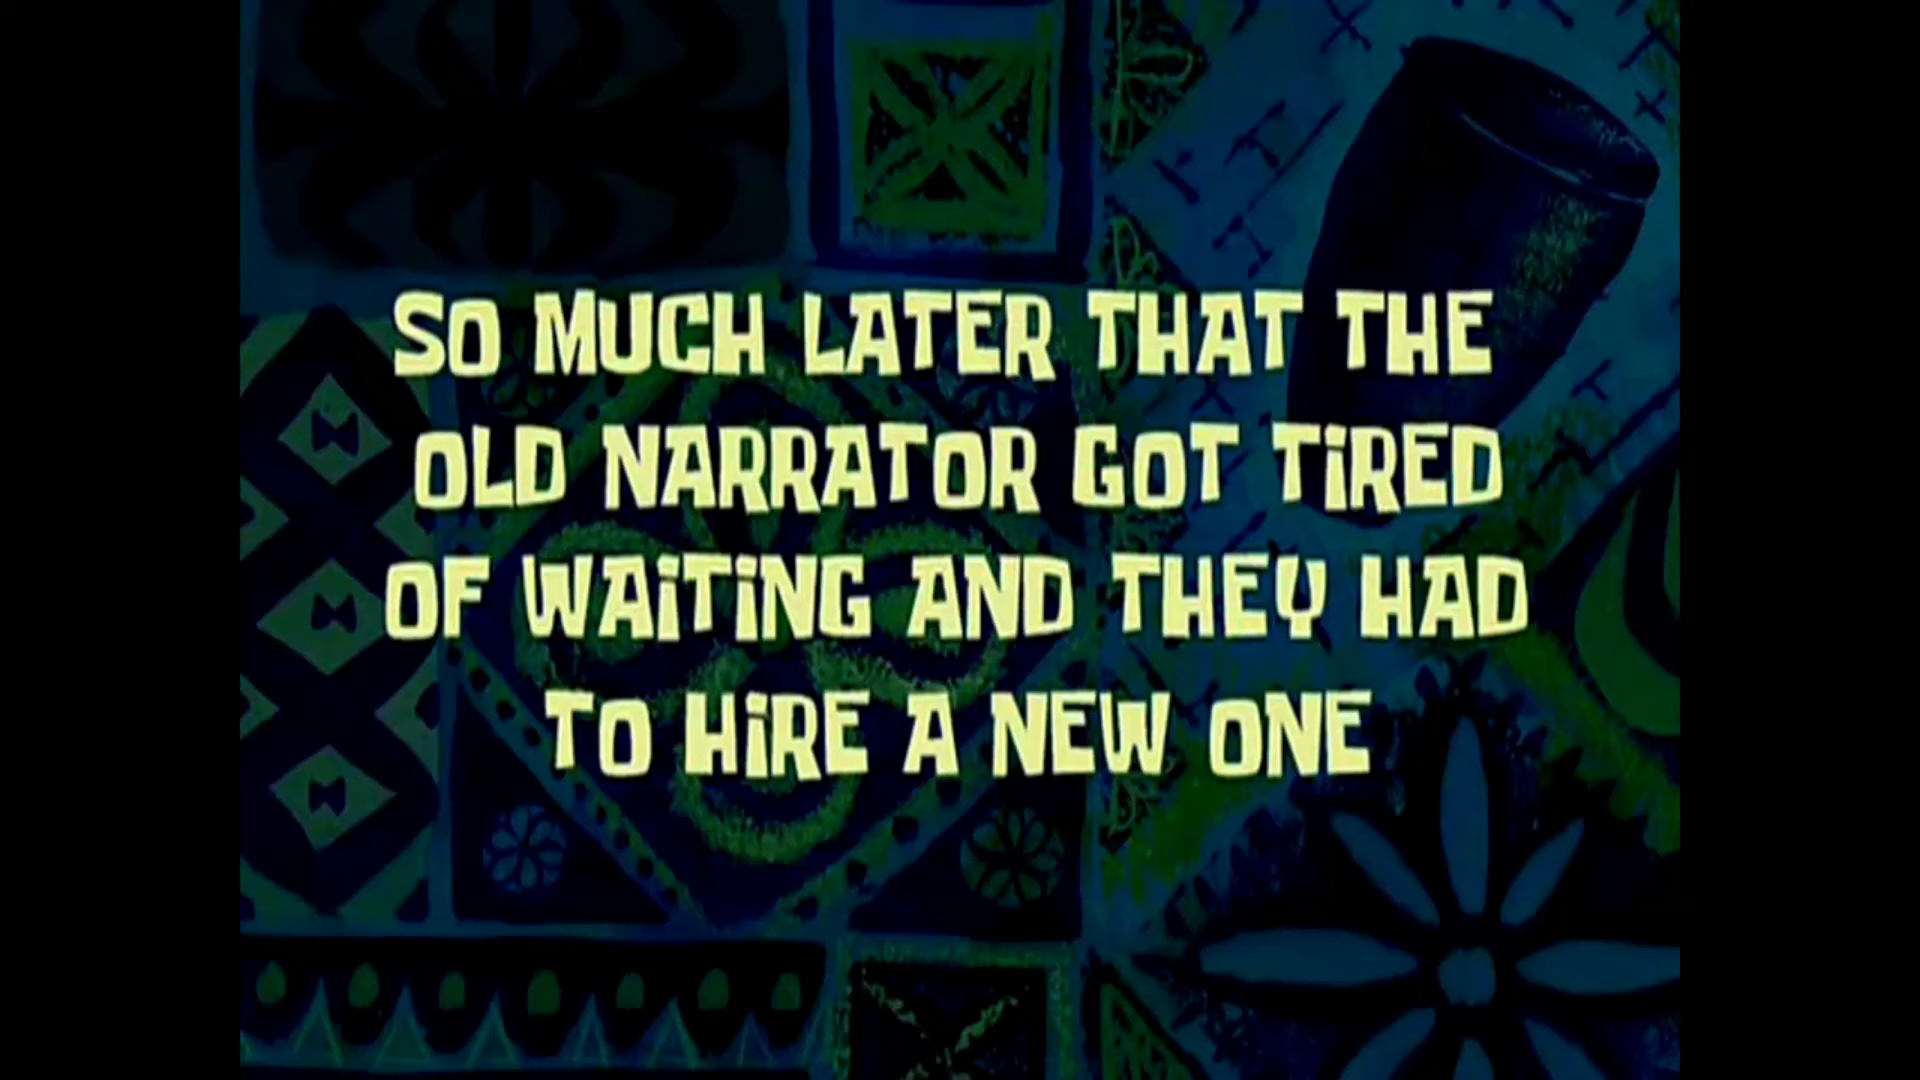 SO MUCH LATER THAT THE
OLD NARRATOR GOT TiRED
OF WAiTiNG AND THEY HAD
TO HiRE A NEW ONE